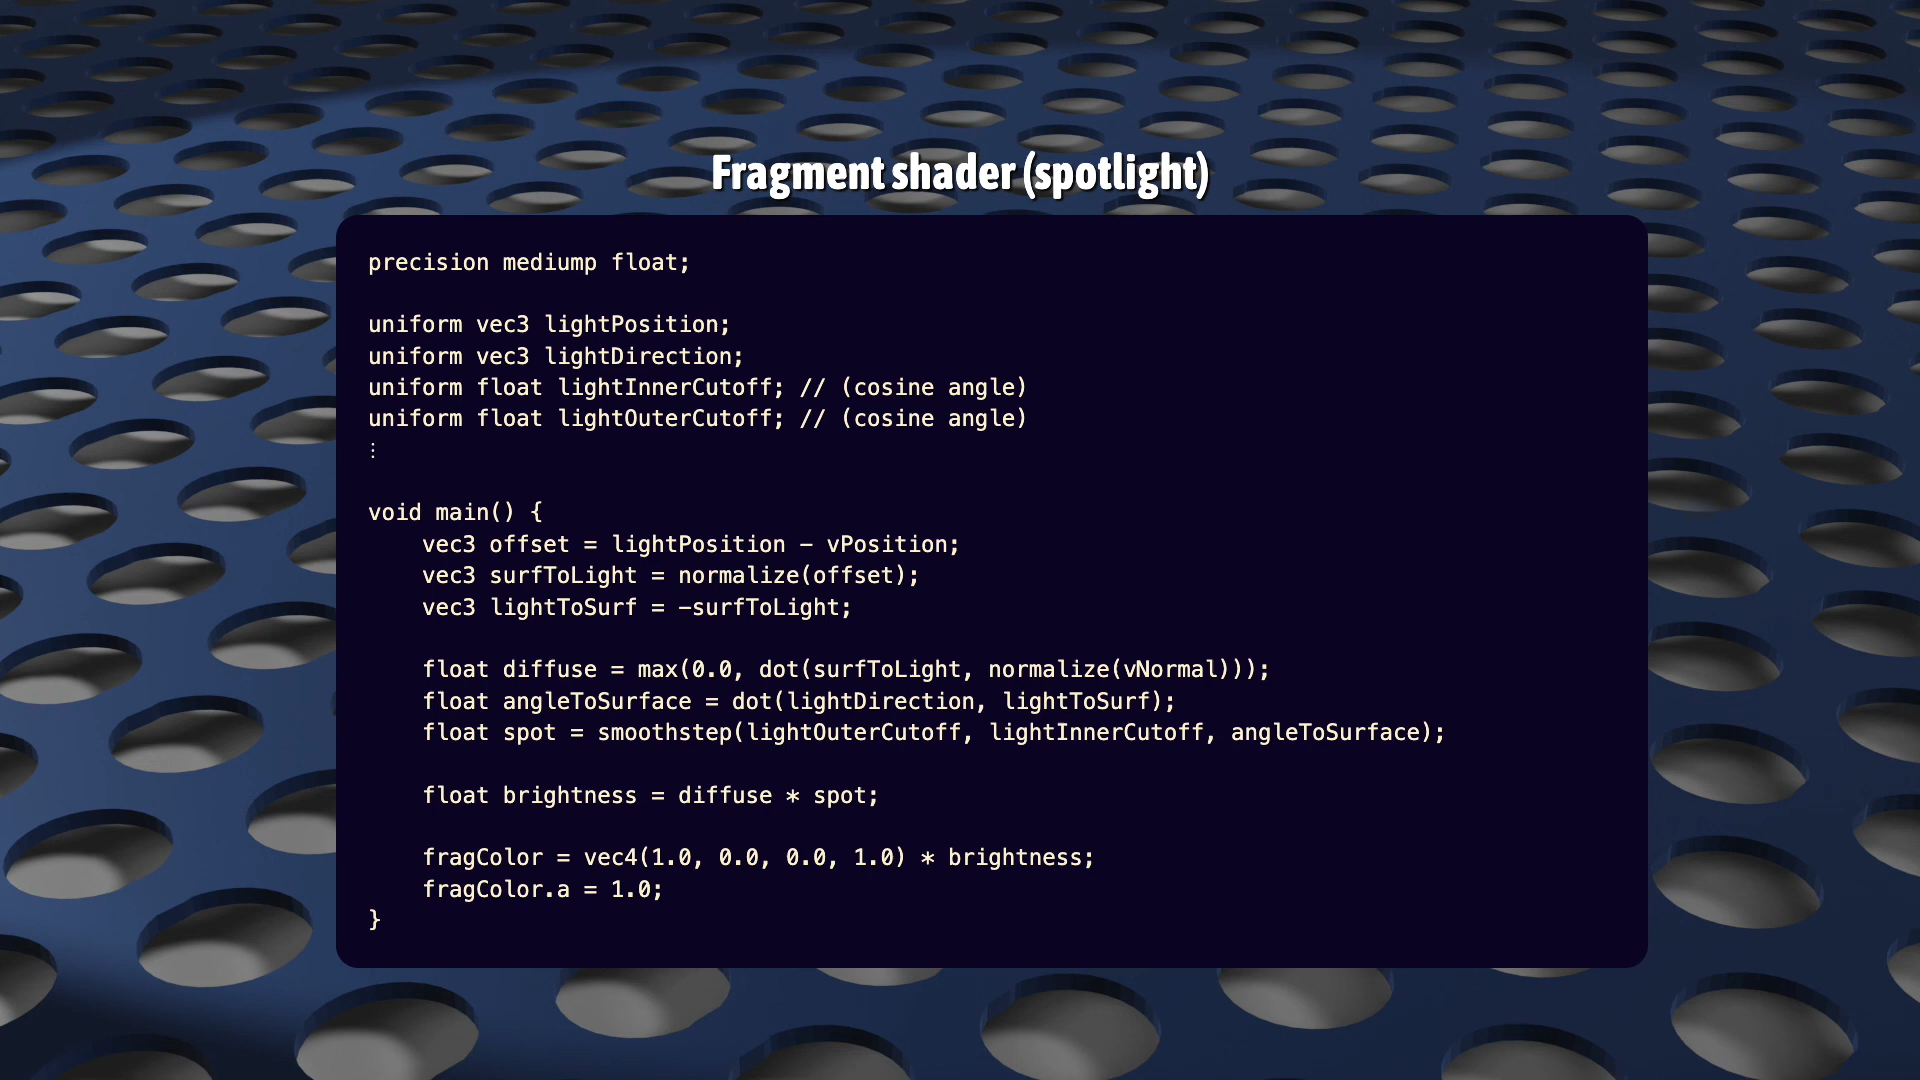 Fragment shader (spotlight)
precision mediump float;
uniform vec3 lightPosition;
uniform vec3 lightDirection;
uniform float lightInnerCutoff; // (cosine angle)
uniform float lightOuterCutoff; // (cosine angle)
⋮
void main() {
    vec3 offset = lightPosition - vPosition;
    vec3 surfToLight = normalize(offset);
    vec3 lightToSurf = -surfToLight;
    float diffuse = max(0.0, dot(surfToLight, normalize(vNormal)));
    float angleToSurface = dot(lightDirection, lightToSurf);
    float spot = smoothstep(lightOuterCutoff, lightInnerCutoff, angleToSurface);
    float brightness = diffuse * spot;
    fragColor = vec4(1.0, 0.0, 0.0, 1.0) * brightness;
    fragColor.a = 1.0;
}